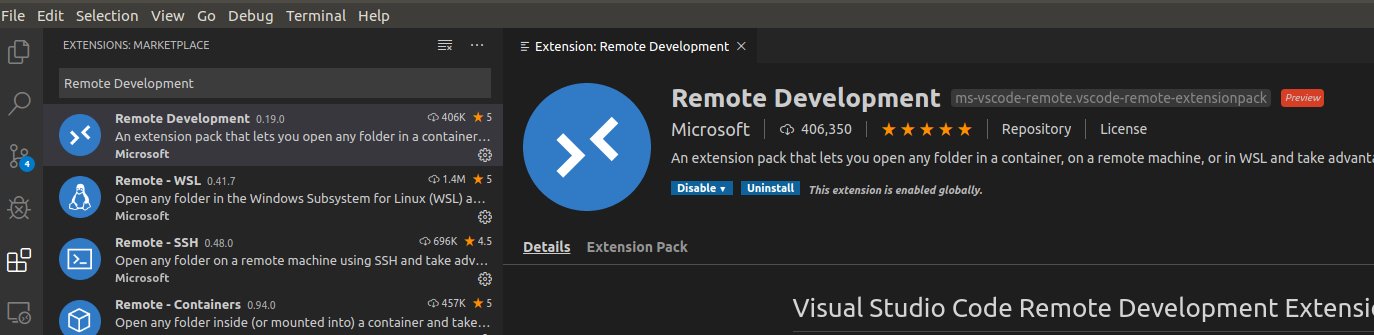 File Edit Selection View Go Debug Terminal Help
EXTENSIONS: MARKETPLACE
Remote Development
Remote Development 0.19.0 406K ★ 5
An extension pack that lets you open any folder in a container...
Microsoft
Remote - WSL 0.41.7 1.4M ★ 5
Open any folder in the Windows Subsystem for Linux (WSL) a...
Microsoft
Remote - SSH 0.48.0 696K ★ 4.5
Open any folder on a remote machine using SSH and take adv...
Microsoft
Remote - Containers 0.94.0 457K ★ 5
Open any folder inside (or mounted into) a container and take...
4
Extension: Remote Development ×
Remote Development ms-vscode-remote.vscode-remote-extensionpack Preview
Microsoft 406,350 ★★★★★ Repository License
An extension pack that lets you open any folder in a container, on a remote machine, or in WSL and take advanta
Disable ▾ Uninstall This extension is enabled globally.
Details Extension Pack
Visual Studio Code Remote Development Extensi